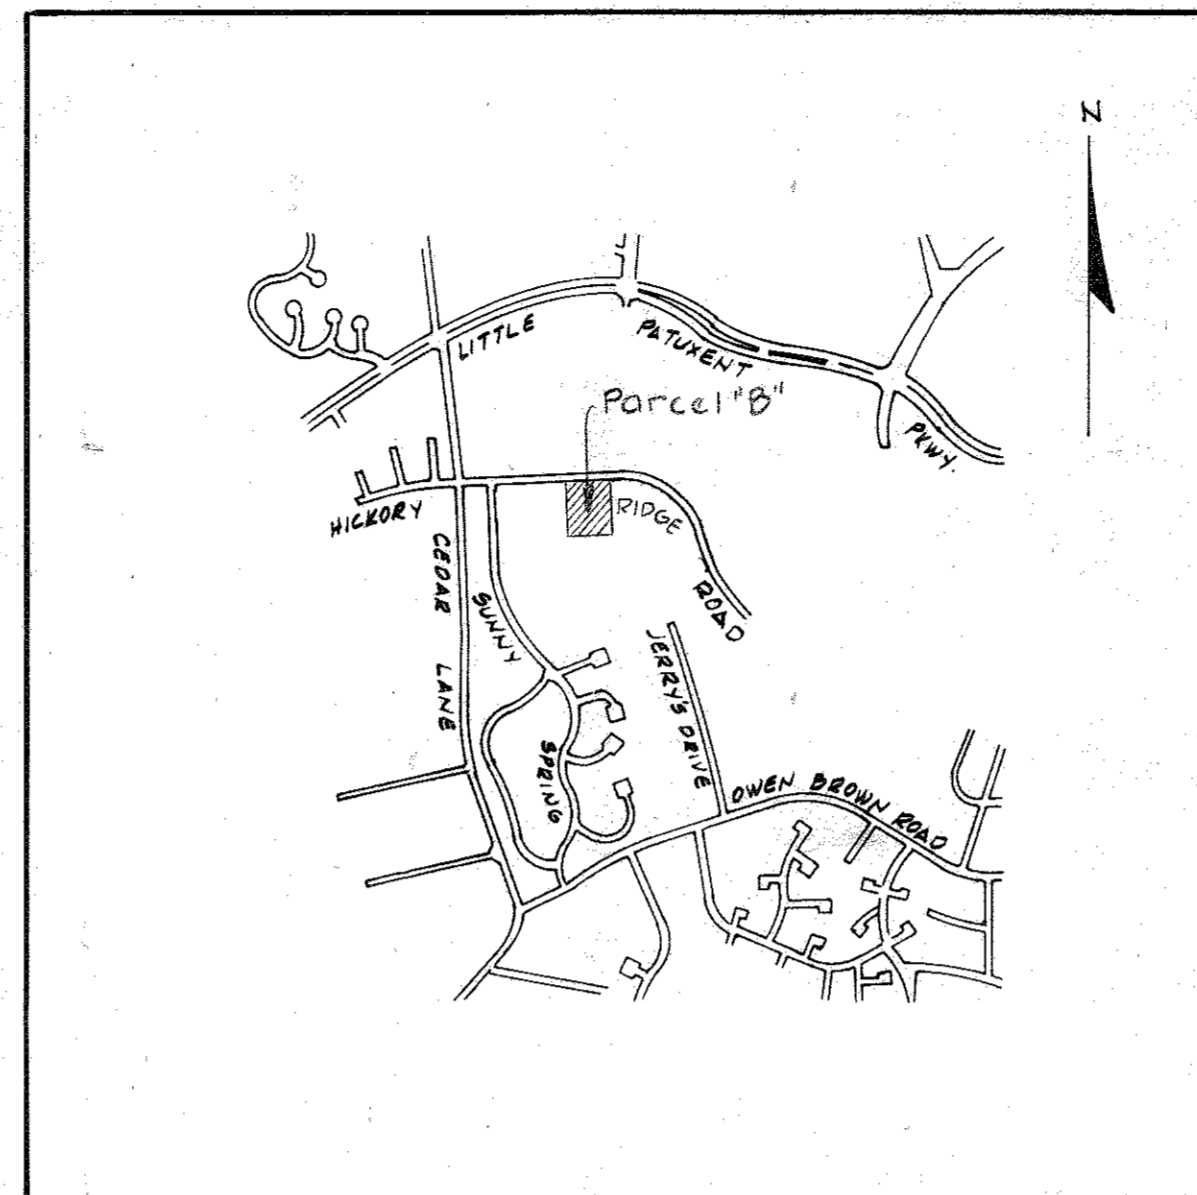 N
LITTLE
PATUXENT
PKWY.
Parcel "B"
HICKORY
RIDGE
ROAD
CEDAR
LANE
SUNNY
SPRING
JERRY'S DRIVE
OWEN BROWN ROAD